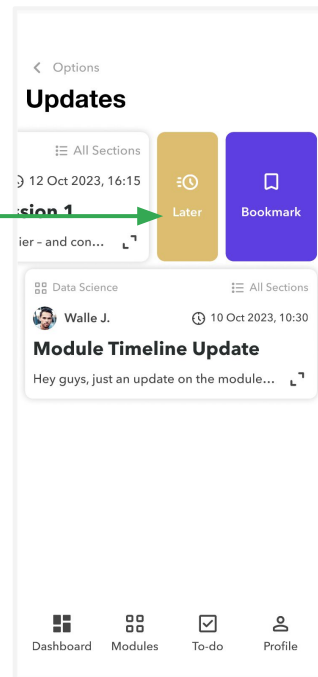 Options
Updates
All Sections
12 Oct 2023, 16:15
Later
Bookmark
sion 1
ier – and con...
Data Science All Sections
Walle J. 10 Oct 2023, 10:30
Module Timeline Update
Hey guys, just an update on the module...
Dashboard Modules To-do Profile